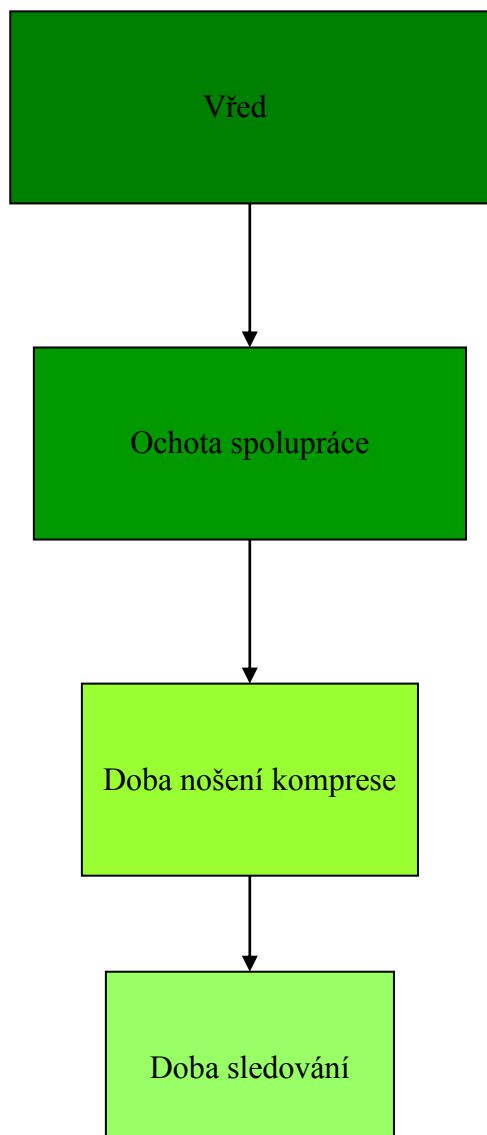 Vřed
Ochota spolupráce
Doba nošení komprese
Doba sledování